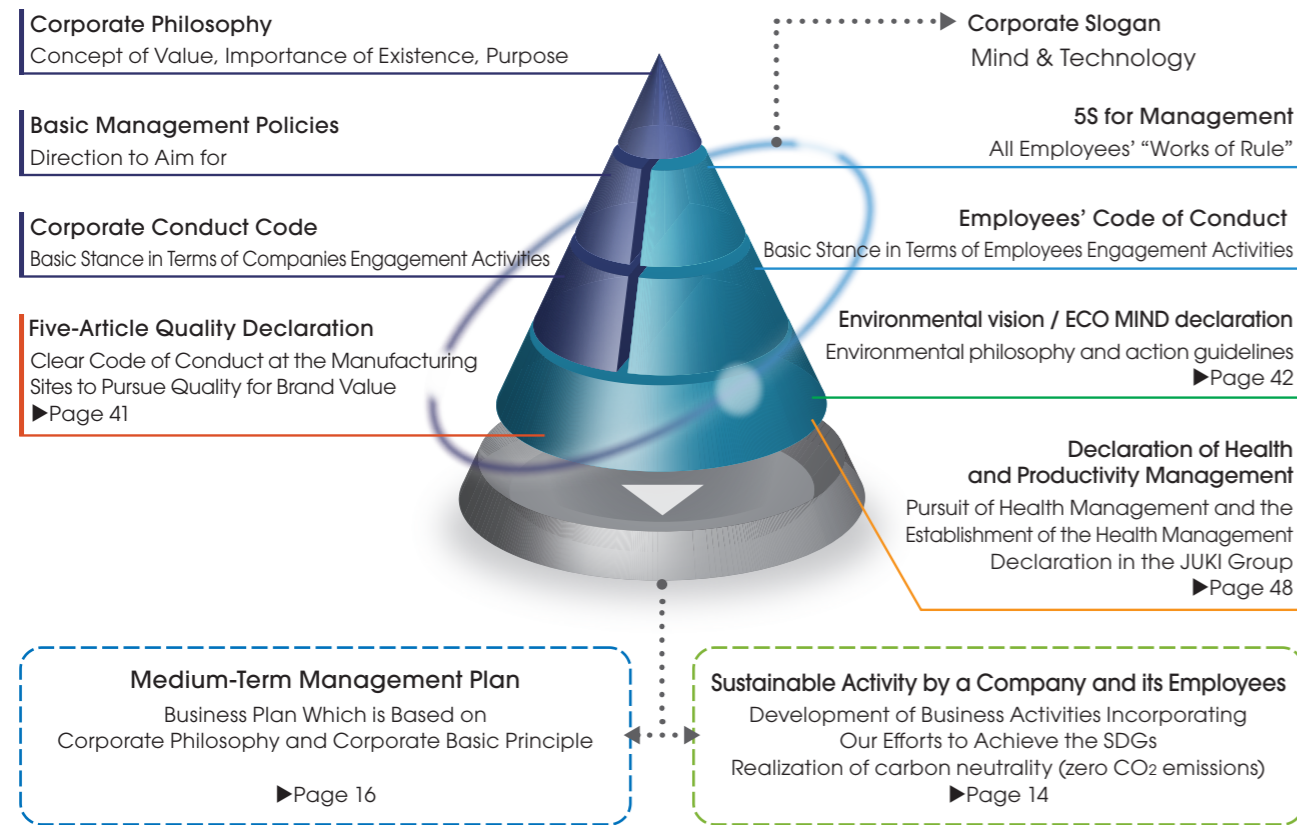 Corporate Philosophy
Concept of Value, Importance of Existence, Purpose
Basic Management Policies
Direction to Aim for
Corporate Conduct Code
Basic Stance in Terms of Companies Engagement Activities
Five-Article Quality Declaration
Clear Code of Conduct at the Manufacturing
Sites to Pursue Quality for Brand Value
▶Page 41
Corporate Slogan
Mind & Technology
5S for Management
All Employees’ “Works of Rule”
Employees’ Code of Conduct
Basic Stance in Terms of Employees Engagement Activities
Environmental vision / ECO MIND declaration
Environmental philosophy and action guidelines
▶Page 42
Declaration of Health
and Productivity Management
Pursuit of Health Management and the
Establishment of the Health Management
Declaration in the JUKI Group
▶Page 48
Medium-Term Management Plan
Business Plan Which is Based on
Corporate Philosophy and Corporate Basic Principle
▶Page 16
Sustainable Activity by a Company and its Employees
Development of Business Activities Incorporating
Our Efforts to Achieve the SDGs
Realization of carbon neutrality (zero CO2 emissions)
▶Page 14